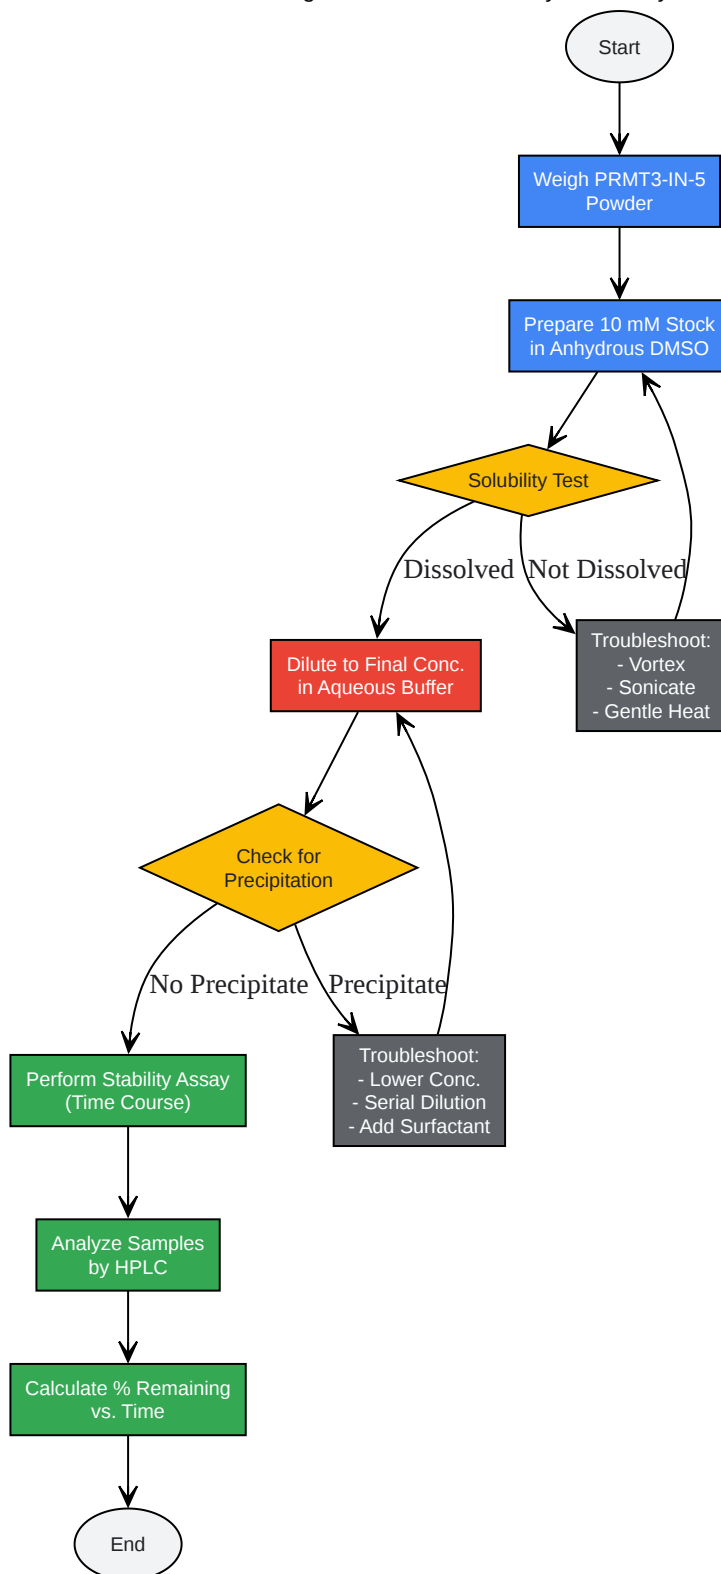 Start
Weigh PRMT3-IN-5
Powder
Prepare 10 mM Stock
in Anhydrous DMSO
Solubility Test
Dissolved
Not Dissolved
Troubleshoot:
- Vortex
- Sonicate
- Gentle Heat
Dilute to Final Conc.
in Aqueous Buffer
Check for
Precipitation
No Precipitate
Precipitate
Troubleshoot:
- Lower Conc.
- Serial Dilution
- Add Surfactant
Perform Stability Assay
(Time Course)
Analyze Samples
by HPLC
Calculate % Remaining
vs. Time
End